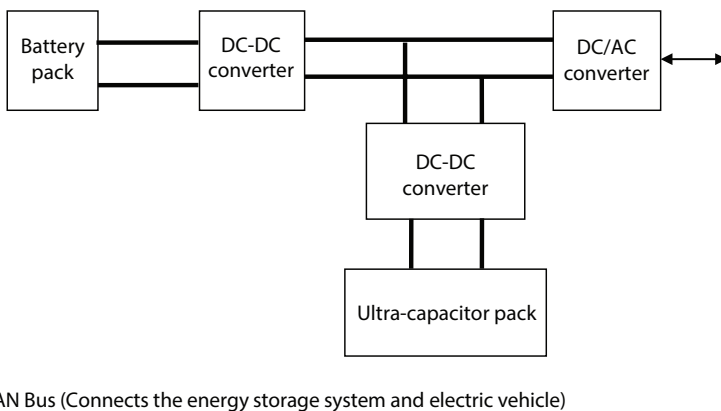 Battery
pack
DC-DC
converter
DC/AC
converter
DC-DC
converter
Ultra-capacitor pack
AN Bus (Connects the energy storage system and electric vehicle)